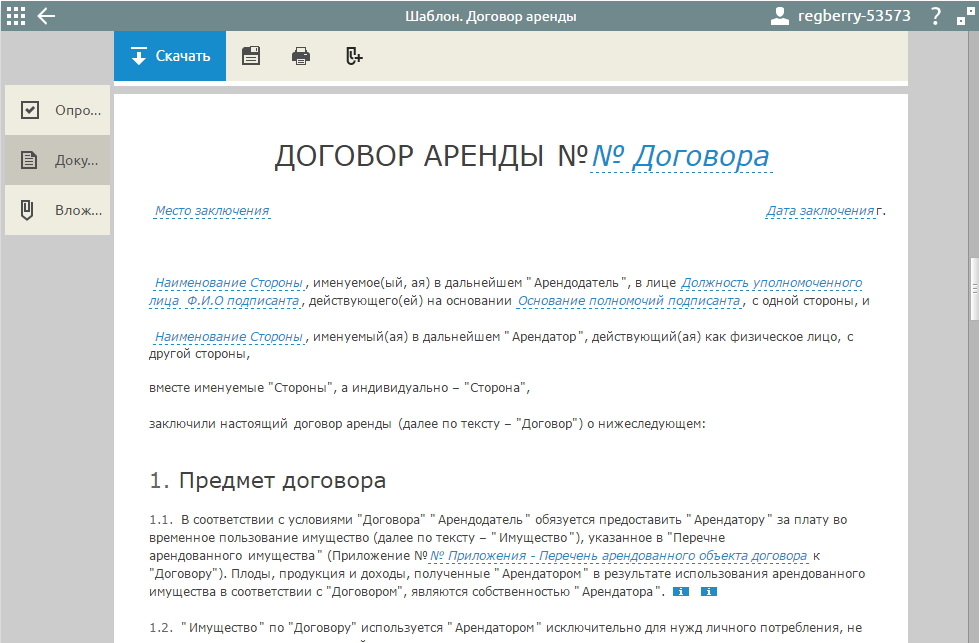 Шаблон. Договор аренды
regberry-53573 ?
Скачать
Опро...
Доку...
Влож...
ДОГОВОР АРЕНДЫ №№ Договора
Место заключения
Дата заключения г.
Наименование Стороны, именуемое(ый, ая) в дальнейшем "Арендодатель", в лице Должность уполномоченного
лица Ф.И.О подписанта, действующего(ей) на основании Основание полномочий подписанта, с одной стороны, и
Наименование Стороны, именуемый(ая) в дальнейшем "Арендатор", действующий(ая) как физическое лицо, с
другой стороны,
вместе именуемые "Стороны", а индивидуально – "Сторона",
заключили настоящий договор аренды (далее по тексту – "Договор") о нижеследующем:
1. Предмет договора
1.1. В соответствии с условиями "Договора" "Арендодатель" обязуется предоставить "Арендатору" за плату во
временное пользование имущество (далее по тексту – "Имущество"), указанное в "Перечне
арендованного имущества" (Приложение №№ Приложения - Перечень арендованного объекта договора к
"Договору"). Плоды, продукция и доходы, полученные "Арендатором" в результате использования арендованного
имущества в соответствии с "Договором", являются собственностью "Арендатора". i i
1.2. "Имущество" по "Договору" используется "Арендатором" исключительно для нужд личного потребления, не